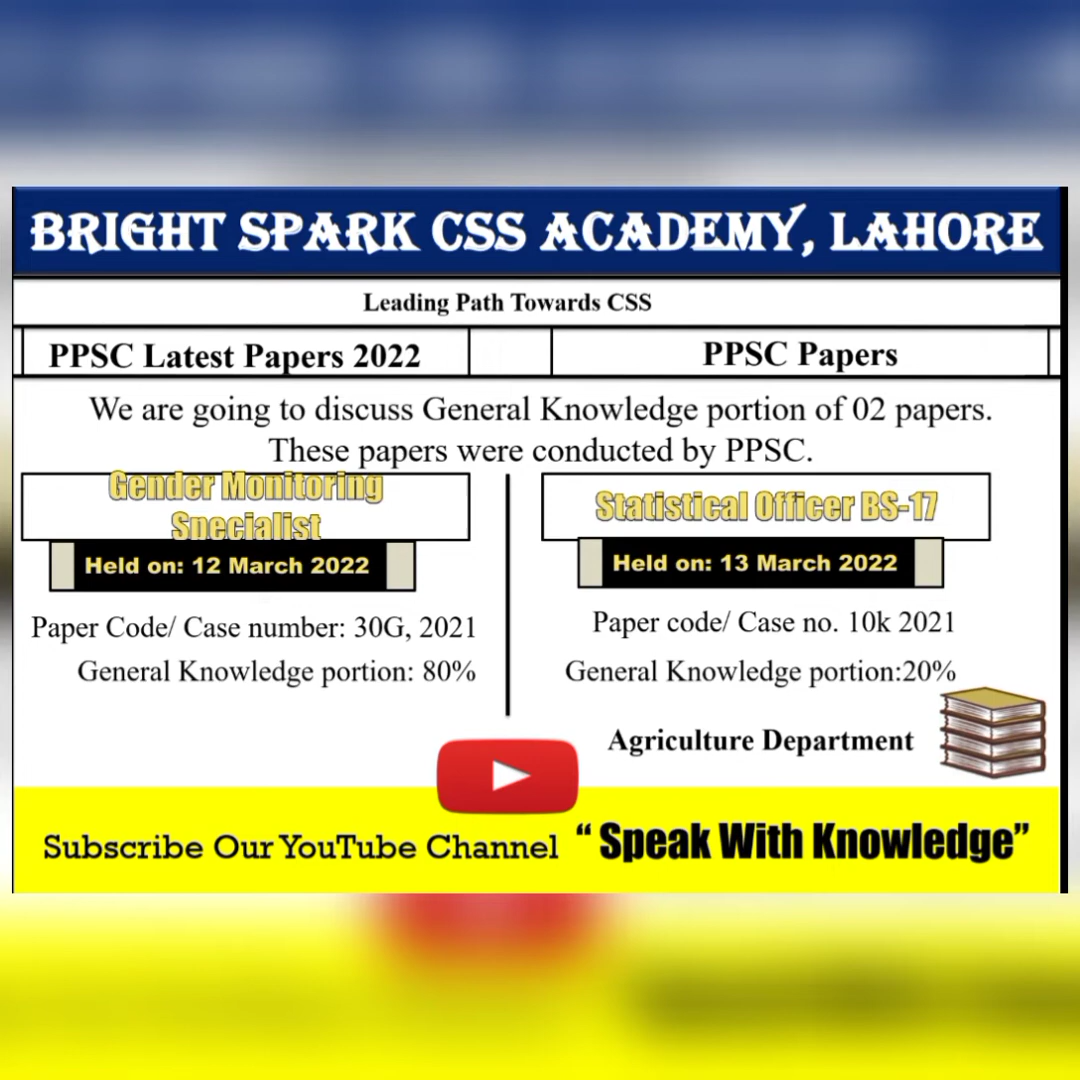 BRIGHT SPARK CSS ACADEMY, LAHORE
Leading Path Towards CSS
PPSC Latest Papers 2022
PPSC Papers
We are going to discuss General Knowledge portion of 02 papers.
These papers were conducted by PPSC.
Gender Monitoring
Specialist
Held on: 12 March 2022
Paper Code/ Case number: 30G, 2021
General Knowledge portion: 80%
Statistical Officer BS-17
Held on: 13 March 2022
Paper code/ Case no. 10k 2021
General Knowledge portion:20%
Agriculture Department
Subscribe Our YouTube Channel “ Speak With Knowledge”